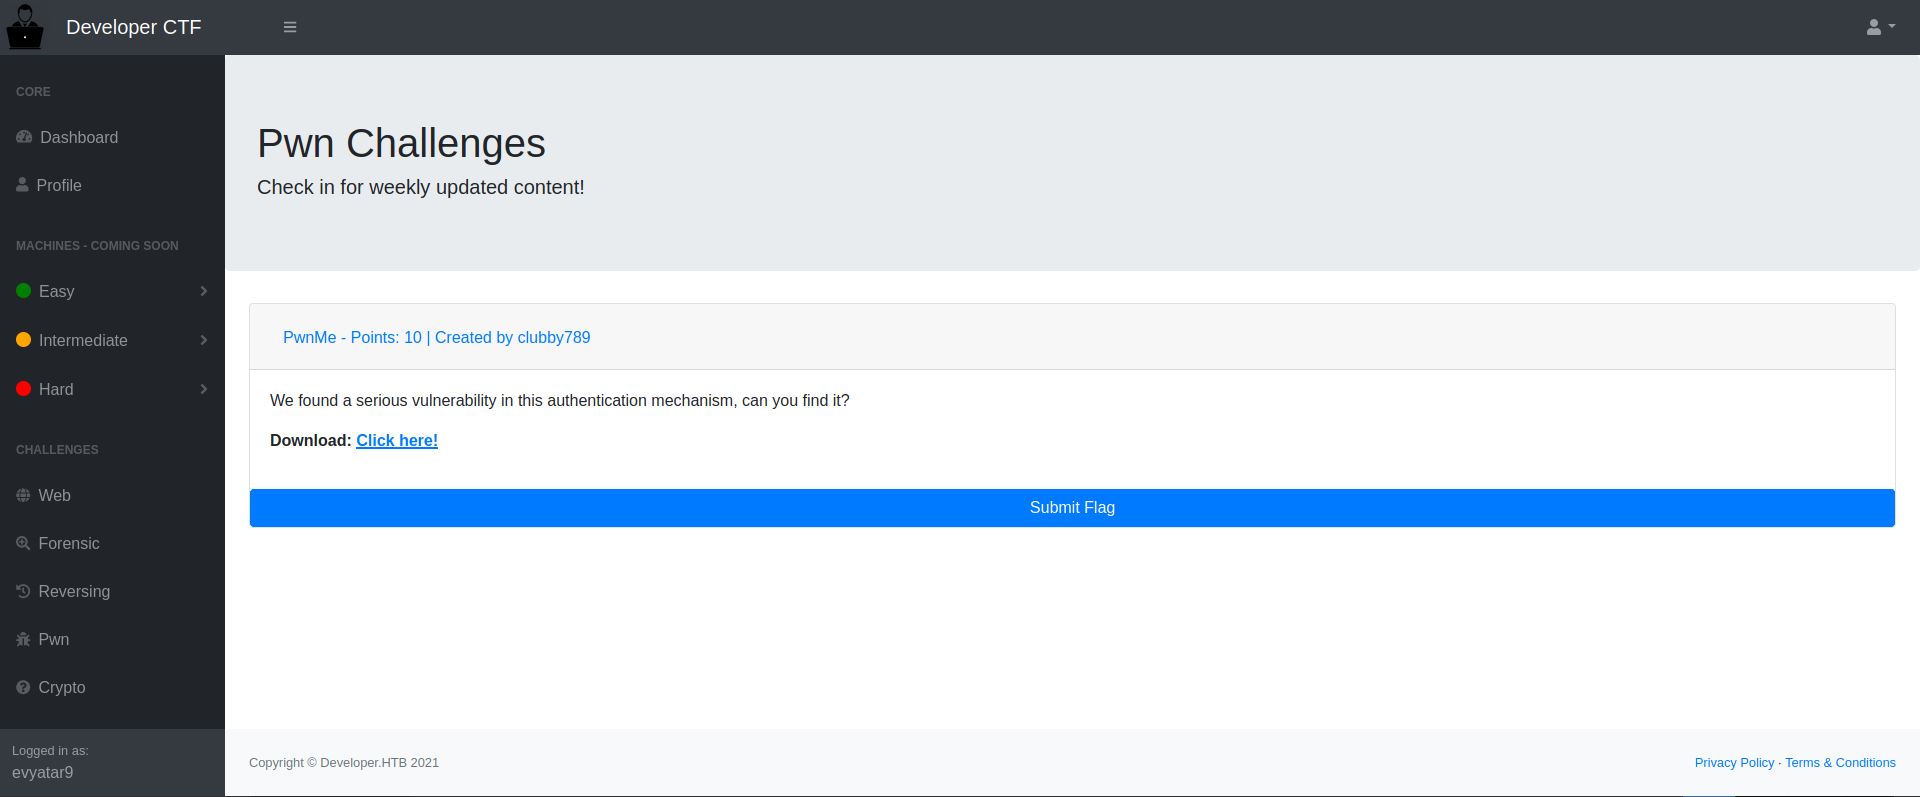 Developer CTF
CORE
Dashboard
Profile
MACHINES - COMING SOON
Easy
Intermediate
Hard
CHALLENGES
Web
Forensic
Reversing
Pwn
Crypto
Logged in as:
evyatar9
Pwn Challenges
Check in for weekly updated content!
PwnMe - Points: 10 | Created by clubby789
We found a serious vulnerability in this authentication mechanism, can you find it?
Download: Click here!
Submit Flag
Copyright © Developer.HTB 2021
Privacy Policy · Terms & Conditions